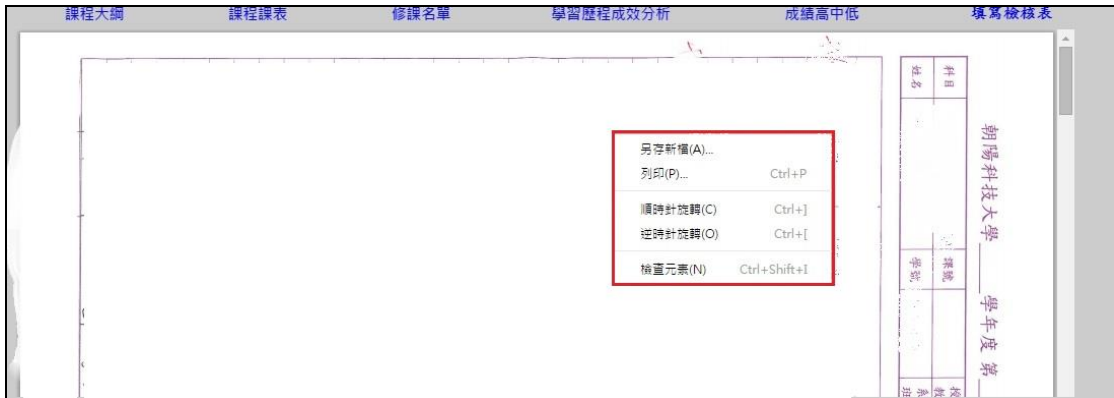 課程大綱
課程課表
修課名單
學習歷程成效分析
成績高中低
填寫檢核表
另存新檔(A)...
列印(P)... Ctrl+P
順時針旋轉(C) Ctrl+]
逆時針旋轉(O) Ctrl+[
檢查元素(N) Ctrl+Shift+I
朝陽科技大學 學年度 第
科目 課號
姓名 學號